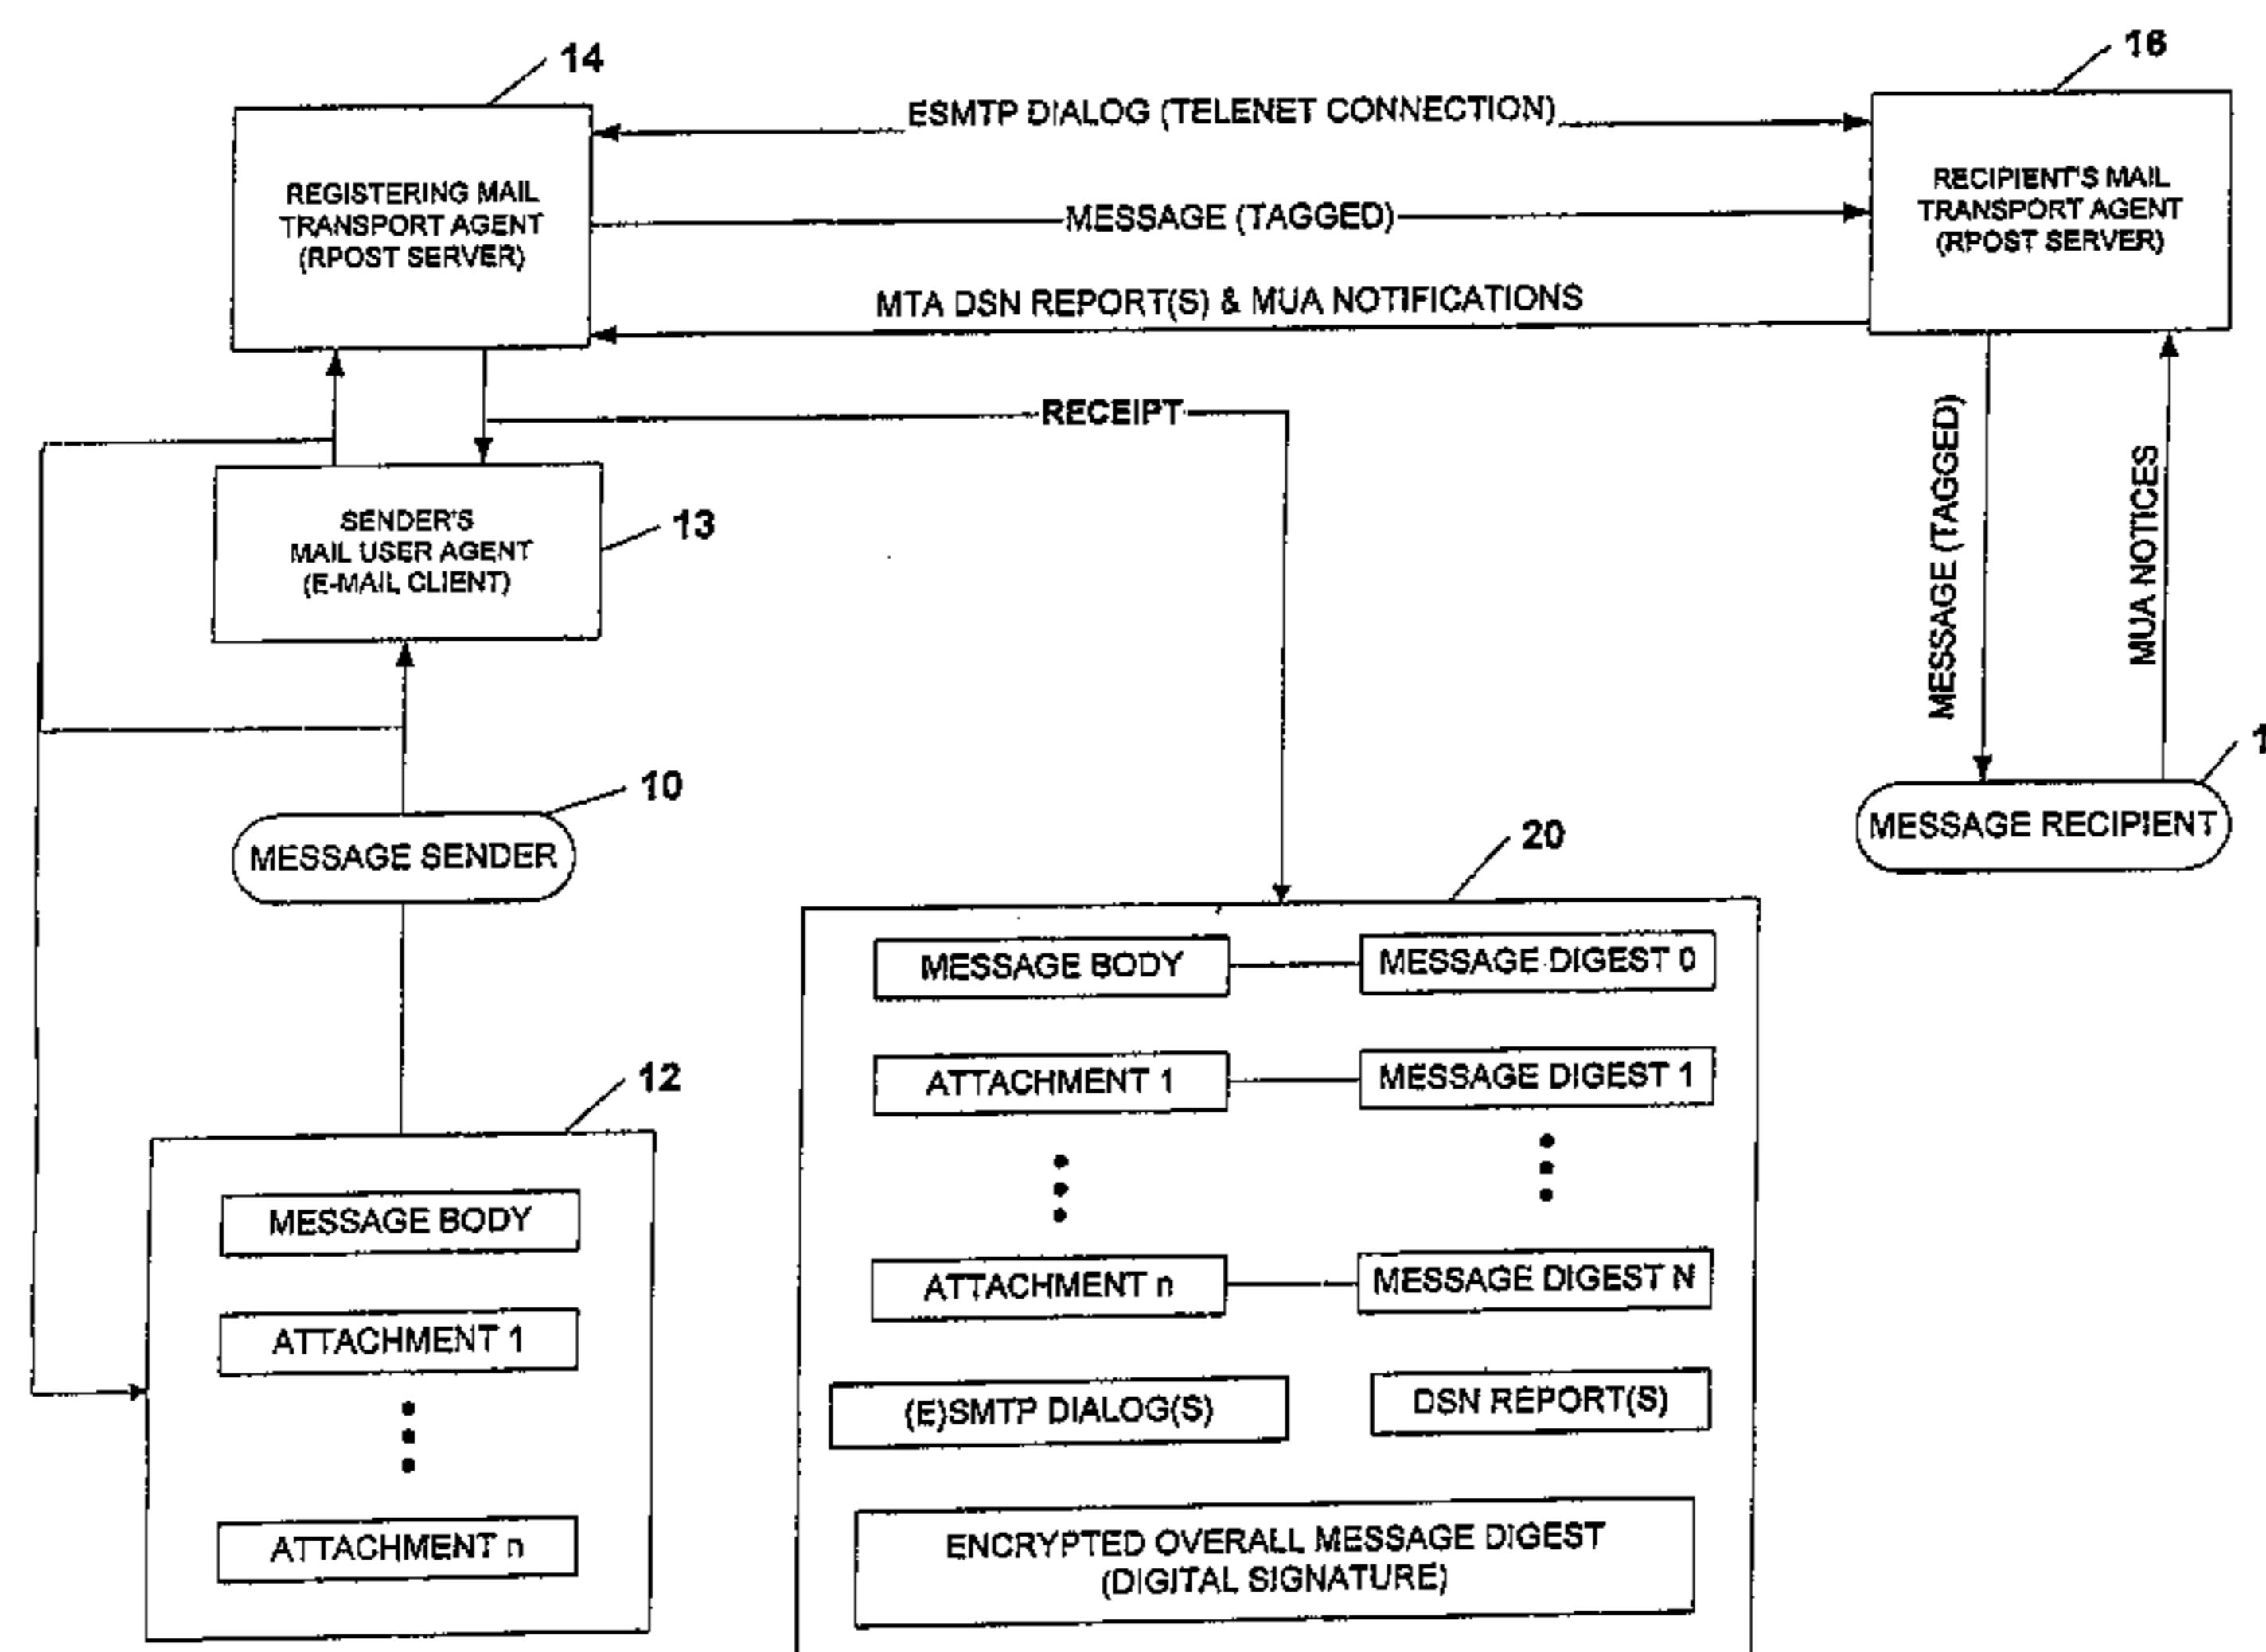 14
16
ESMTP DIALOG (TELENET CONNECTION)
REGISTERING MAIL
TRANSPORT AGENT
(RPOST SERVER)
RECIPIENT'S MAIL
TRANSPORT AGENT
(RPOST SERVER)
MESSAGE (TAGGED)
MTA DSN REPORT(S) & MUA NOTIFICATIONS
RECEIPT
SENDER'S
MAIL USER AGENT
(E-MAIL CLIENT)
13
MESSAGE (TAGGED)
MUA NOTICES
10
MESSAGE SENDER
1
MESSAGE RECIPIENT
20
MESSAGE BODY
MESSAGE DIGEST 0
ATTACHMENT 1
MESSAGE DIGEST 1
ATTACHMENT n
MESSAGE DIGEST N
(E)SMTP DIALOG(S)
DSN REPORT(S)
ENCRYPTED OVERALL MESSAGE DIGEST
(DIGITAL SIGNATURE)
12
MESSAGE BODY
ATTACHMENT 1
ATTACHMENT n